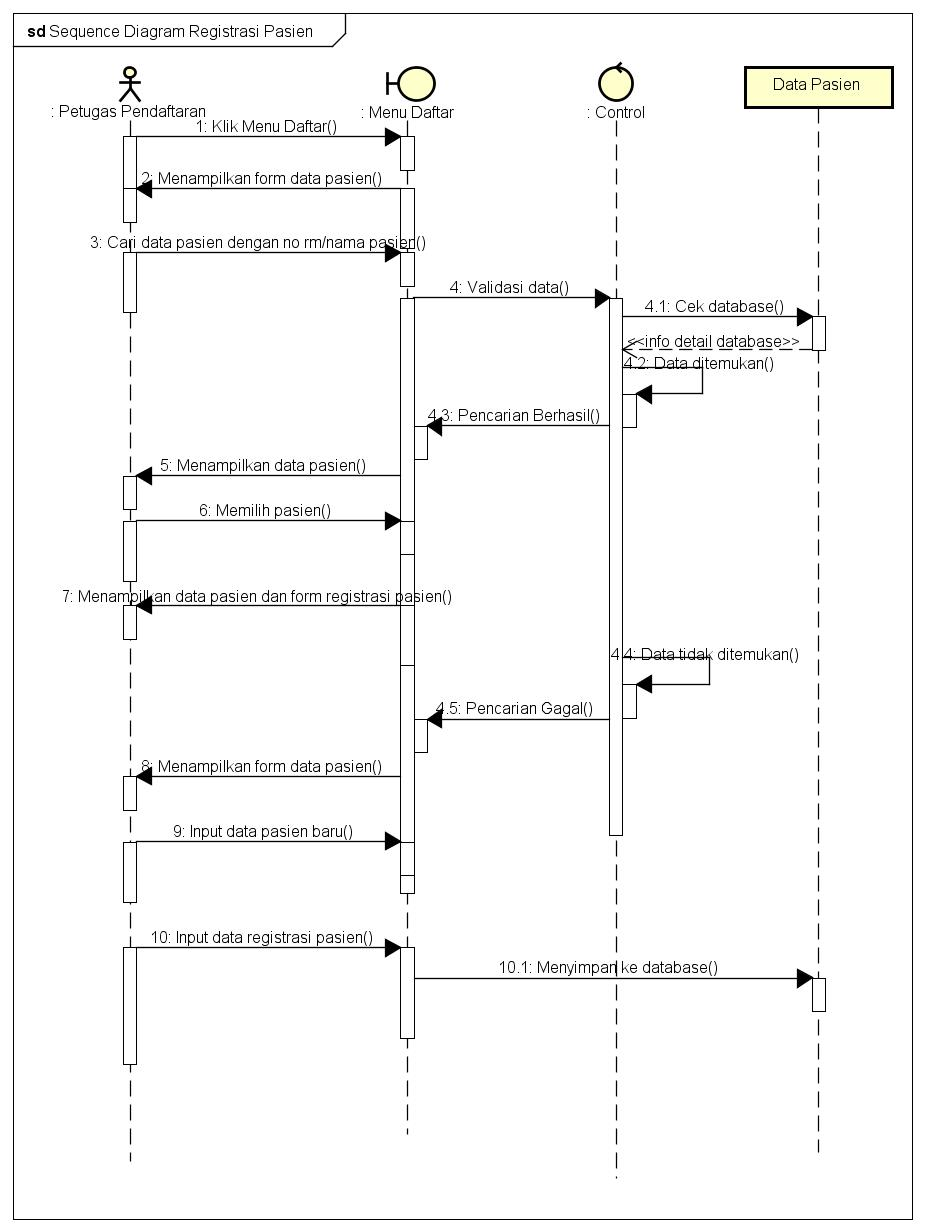 sd Sequence Diagram Registrasi Pasien
: Petugas Pendaftaran
: Menu Daftar
: Control
Data Pasien
1: Klik Menu Daftar()
2: Menampilkan form data pasien()
3: Cari data pasien dengan no rm/nama pasien()
4: Validasi data()
4.1: Cek database()
<<info detail database>>
4.2: Data ditemukan()
4.3: Pencarian Berhasil()
5: Menampilkan data pasien()
6: Memilih pasien()
7: Menampilkan data pasien dan form registrasi pasien()
4.4: Data tidak ditemukan()
4.5: Pencarian Gagal()
8: Menampilkan form data pasien()
9: Input data pasien baru()
10: Input data registrasi pasien()
10.1: Menyimpan ke database()